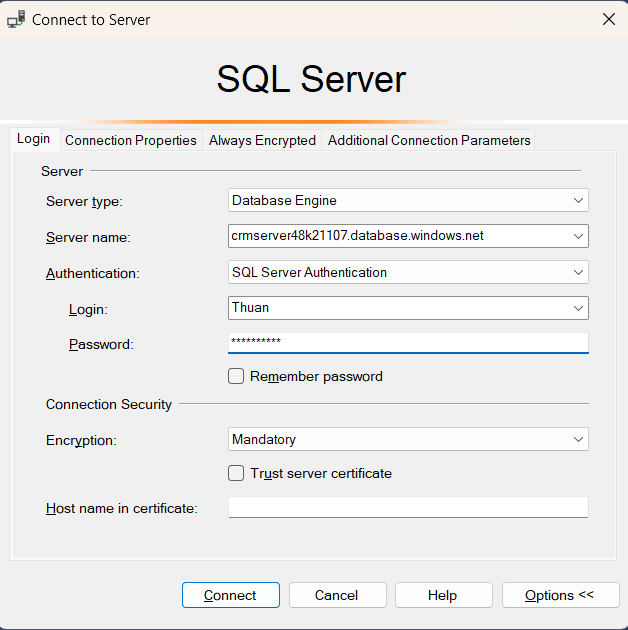 Connect to Server
SQL Server
Login Connection Properties Always Encrypted Additional Connection Parameters
Server
Server type: Database Engine
Server name: crmserver48k21107.database.windows.net
Authentication: SQL Server Authentication
Login: Thuan
Password: **********
Remember password
Connection Security
Encryption: Mandatory
Trust server certificate
Host name in certificate:
Connect Cancel Help Options <<